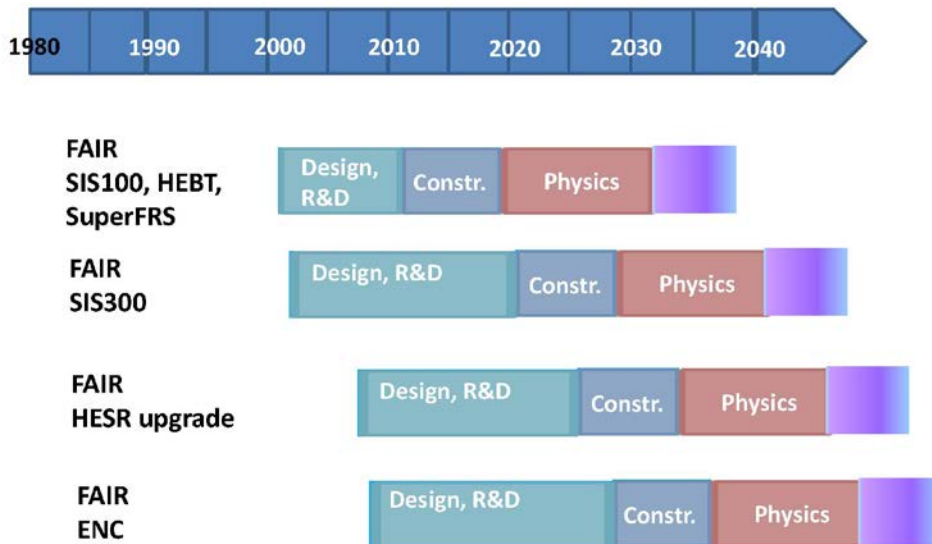 1980 1990 2000 2010 2020 2030 2040
FAIR
SIS100, HEBT,
SuperFRS
Design,
R&D
Constr.
Physics
FAIR
SIS300
Design, R&D
Constr.
Physics
FAIR
HESR upgrade
Design, R&D
Constr.
Physics
FAIR
ENC
Design, R&D
Constr.
Physics